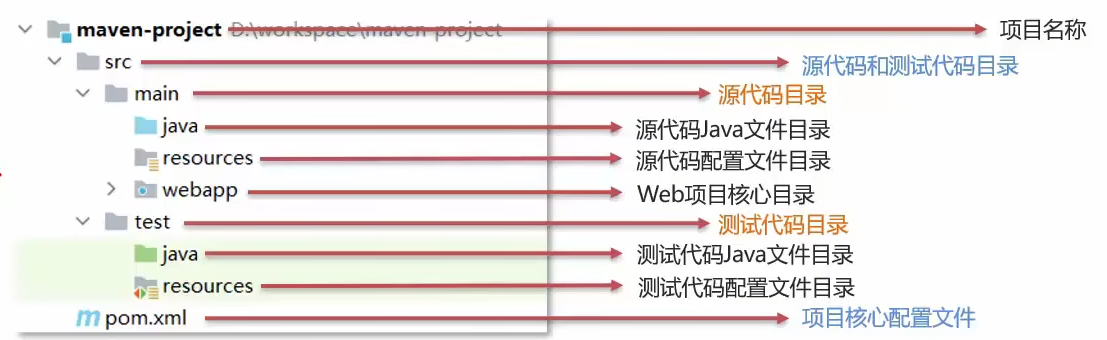 maven-project D:\workspace\maven-project 项目名称
src 源代码和测试代码目录
main 源代码目录
java 源代码Java文件目录
resources 源代码配置文件目录
webapp Web项目核心目录
test 测试代码目录
java 测试代码Java文件目录
resources 测试代码配置文件目录
m pom.xml 项目核心配置文件